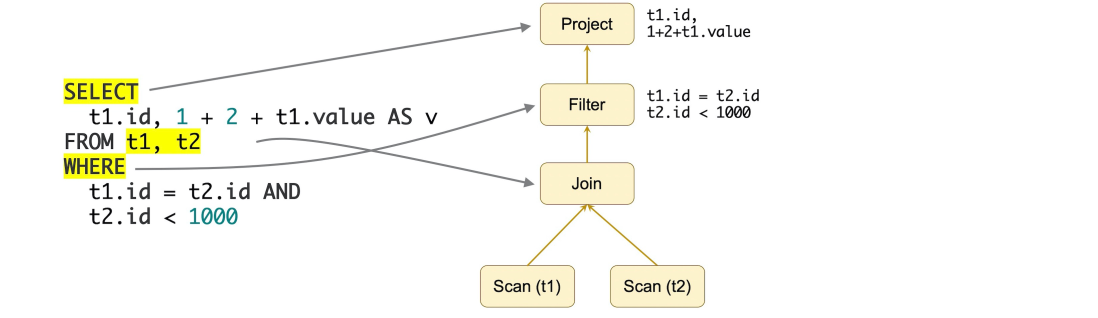 SELECT
t1.id, 1 + 2 + t1.value AS v
FROM t1, t2
WHERE
t1.id = t2.id AND
t2.id < 1000
Project
t1.id,
1+2+t1.value
Filter
t1.id = t2.id
t2.id < 1000
Join
Scan (t1)
Scan (t2)